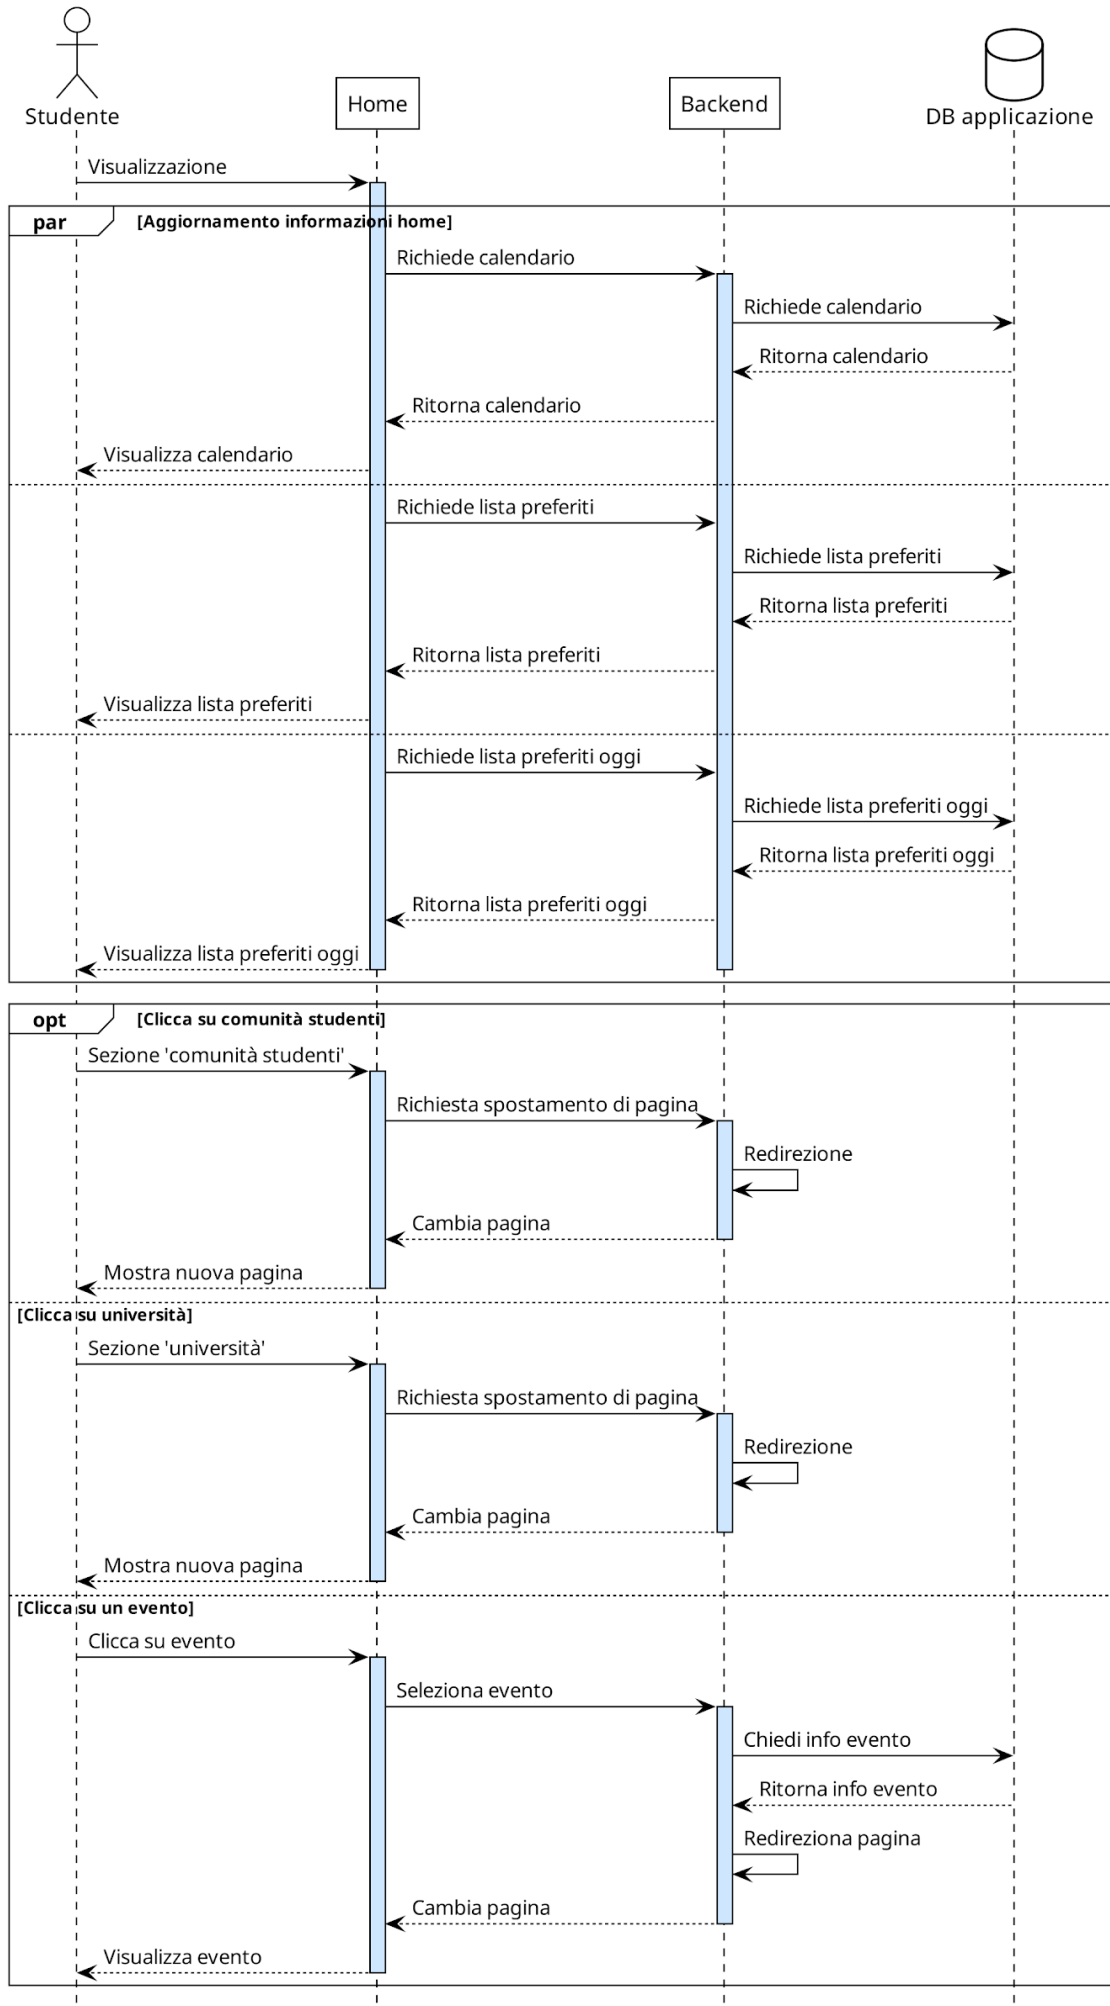 Studente
Home
Backend
DB applicazione
Visualizzazione
par
[Aggiornamento informazioni home]
Richiede calendario
Richiede calendario
Ritorna calendario
Ritorna calendario
Visualizza calendario
Richiede lista preferiti
Richiede lista preferiti
Ritorna lista preferiti
Ritorna lista preferiti
Visualizza lista preferiti
Richiede lista preferiti oggi
Richiede lista preferiti oggi
Ritorna lista preferiti oggi
Ritorna lista preferiti oggi
Visualizza lista preferiti oggi
opt
[Clicca su comunità studenti]
Sezione 'comunità studenti'
Richiesta spostamento di pagina
Redirezione
Cambia pagina
Mostra nuova pagina
[Clicca su università]
Sezione 'università'
Richiesta spostamento di pagina
Redirezione
Cambia pagina
Mostra nuova pagina
[Clicca su un evento]
Clicca su evento
Seleziona evento
Chiedi info evento
Ritorna info evento
Redireziona pagina
Cambia pagina
Visualizza evento